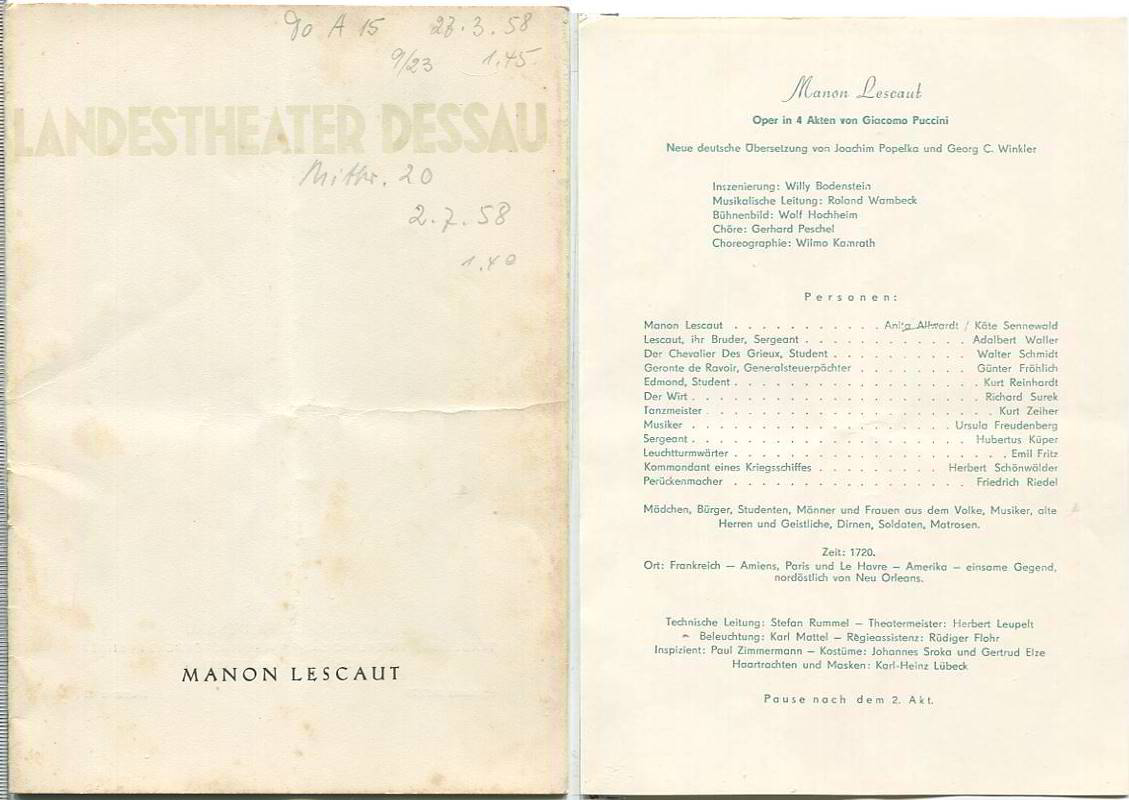 Do A 15 27.3.58
9/23 1.45
LANDESTHEATER DESSAU
Mittw. 20
2.7.58
1.40
MANON LESCAUT
Manon Lescaut
Oper in 4 Akten von Giacomo Puccini
Neue deutsche Übersetzung von Joachim Popelka und Georg C. Winkler
Inszenierung: Willy Bodenstein
Musikalische Leitung: Roland Wambeck
Bühnenbild: Wolf Hochheim
Chöre: Gerhard Peschel
Choreographie: Wilmo Kamrath
Personen:
Manon Lescaut . . . . . . . . . . . Anita Allwardt / Käte Sennewald
Lescaut, ihr Bruder, Sergeant . . . . . . . . . . . . Adalbert Waller
Der Chevalier Des Grieux, Student . . . . . . . . . . Walter Schmidt
Geronte de Ravoir, Generalsteuerpächter . . . . . . . . Günter Fröhlich
Edmond, Student . . . . . . . . . . . . . . . . . . Kurt Reinhardt
Der Wirt . . . . . . . . . . . . . . . . . . . . . Richard Surek
Tanzmeister . . . . . . . . . . . . . . . . . . . . . Kurt Zeiher
Musiker . . . . . . . . . . . . . . . . . . . Ursula Freudenberg
Sergeant . . . . . . . . . . . . . . . . . . . . Hubertus Küper
Leuchtturmwärter . . . . . . . . . . . . . . . . . . . . Emil Fritz
Kommandant eines Kriegsschiffes . . . . . . . . . Herbert Schönwälder
Perückenmacher . . . . . . . . . . . . . . . . . Friedrich Riedel
Mädchen, Bürger, Studenten, Männer und Frauen aus dem Volke, Musiker, alte
Herren und Geistliche, Dirnen, Soldaten, Matrosen.
Zeit: 1720.
Ort: Frankreich — Amiens, Paris und Le Havre — Amerika — einsame Gegend,
nordöstlich von Neu Orleans.
Technische Leitung: Stefan Rummel — Theatermeister: Herbert Leupelt
Beleuchtung: Karl Mattel — Regieassistenz: Rüdiger Flohr
Inspizient: Paul Zimmermann — Kostüme: Johannes Sroka und Gertrud Elze
Haartrachten und Masken: Karl-Heinz Lübeck
Pause nach dem 2. Akt.